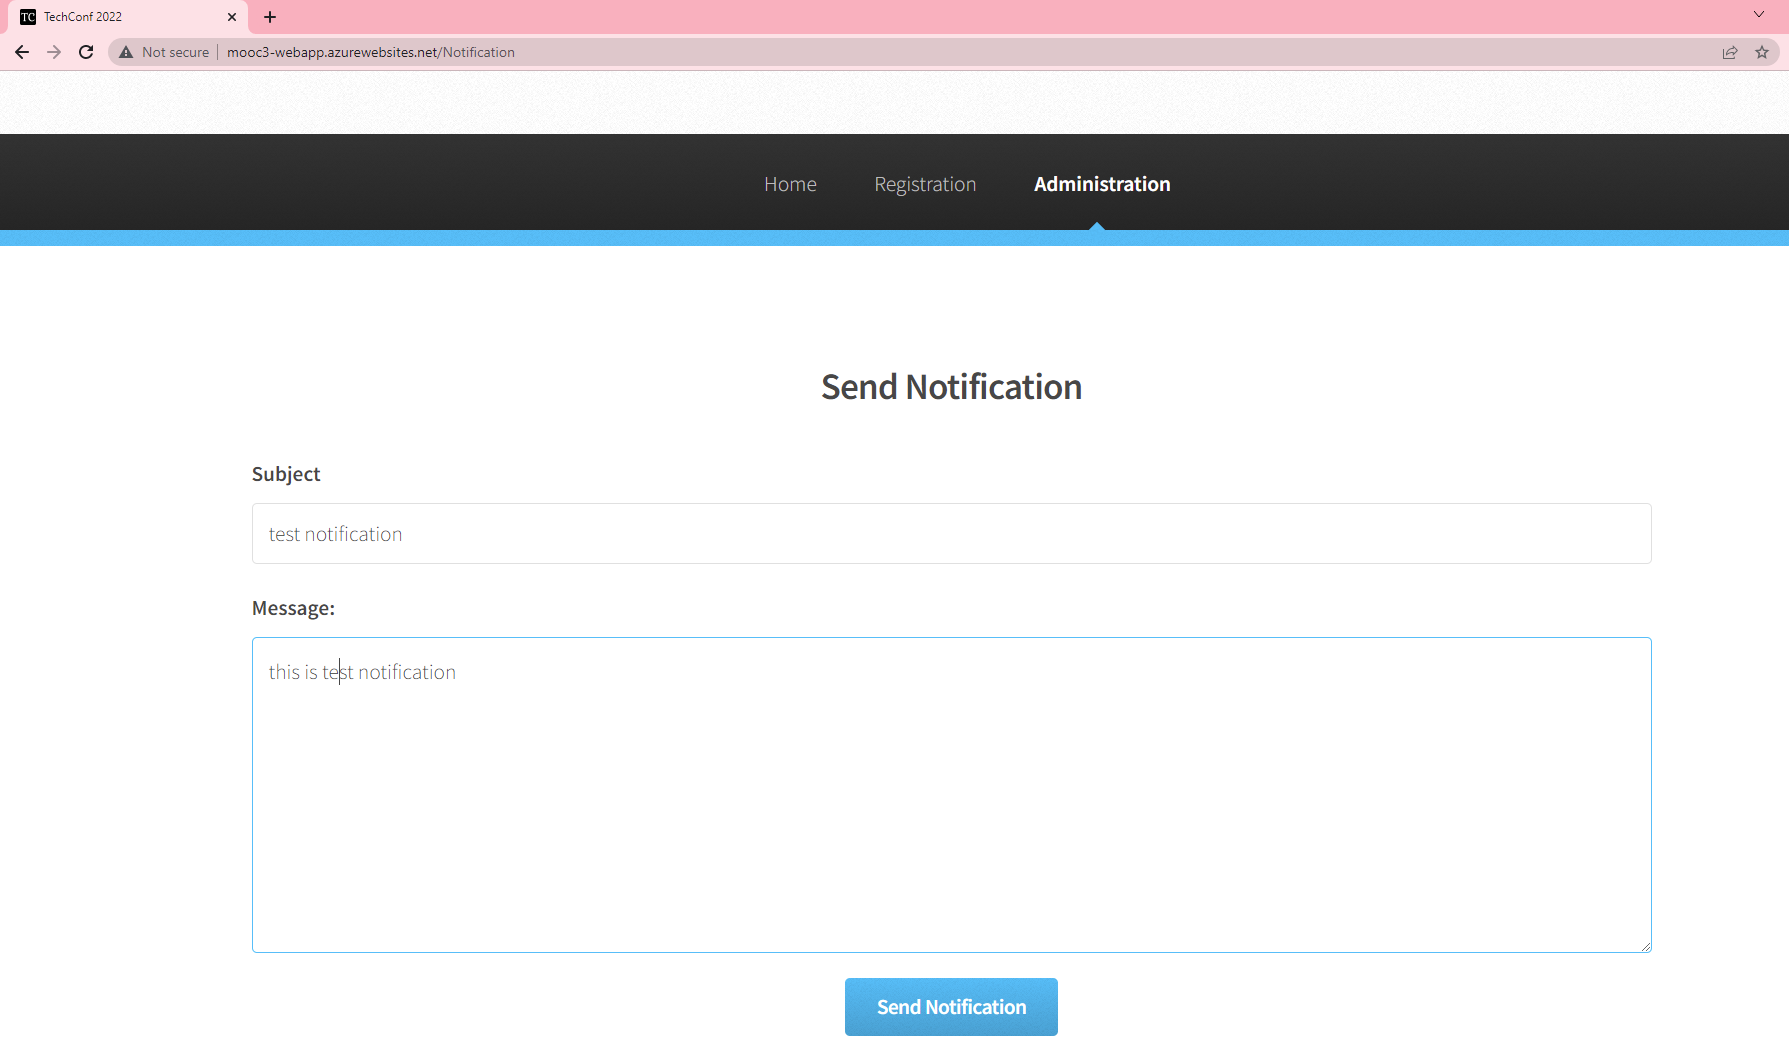 TC TechConf 2022
Not secure mooc3-webapp.azurewebsites.net/Notification
Home Registration Administration
Send Notification
Subject
test notification
Message:
this is test notification
Send Notification